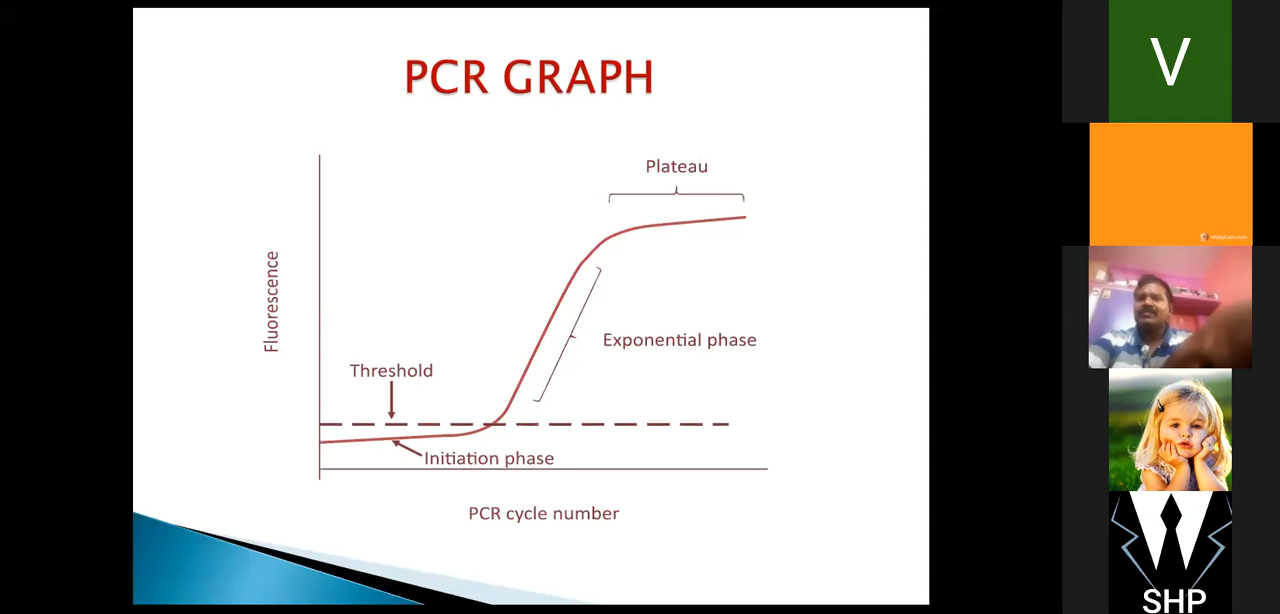 PCR GRAPH
Plateau
Fluorescence
Exponential phase
Threshold
Initiation phase
PCR cycle number
V
SHP